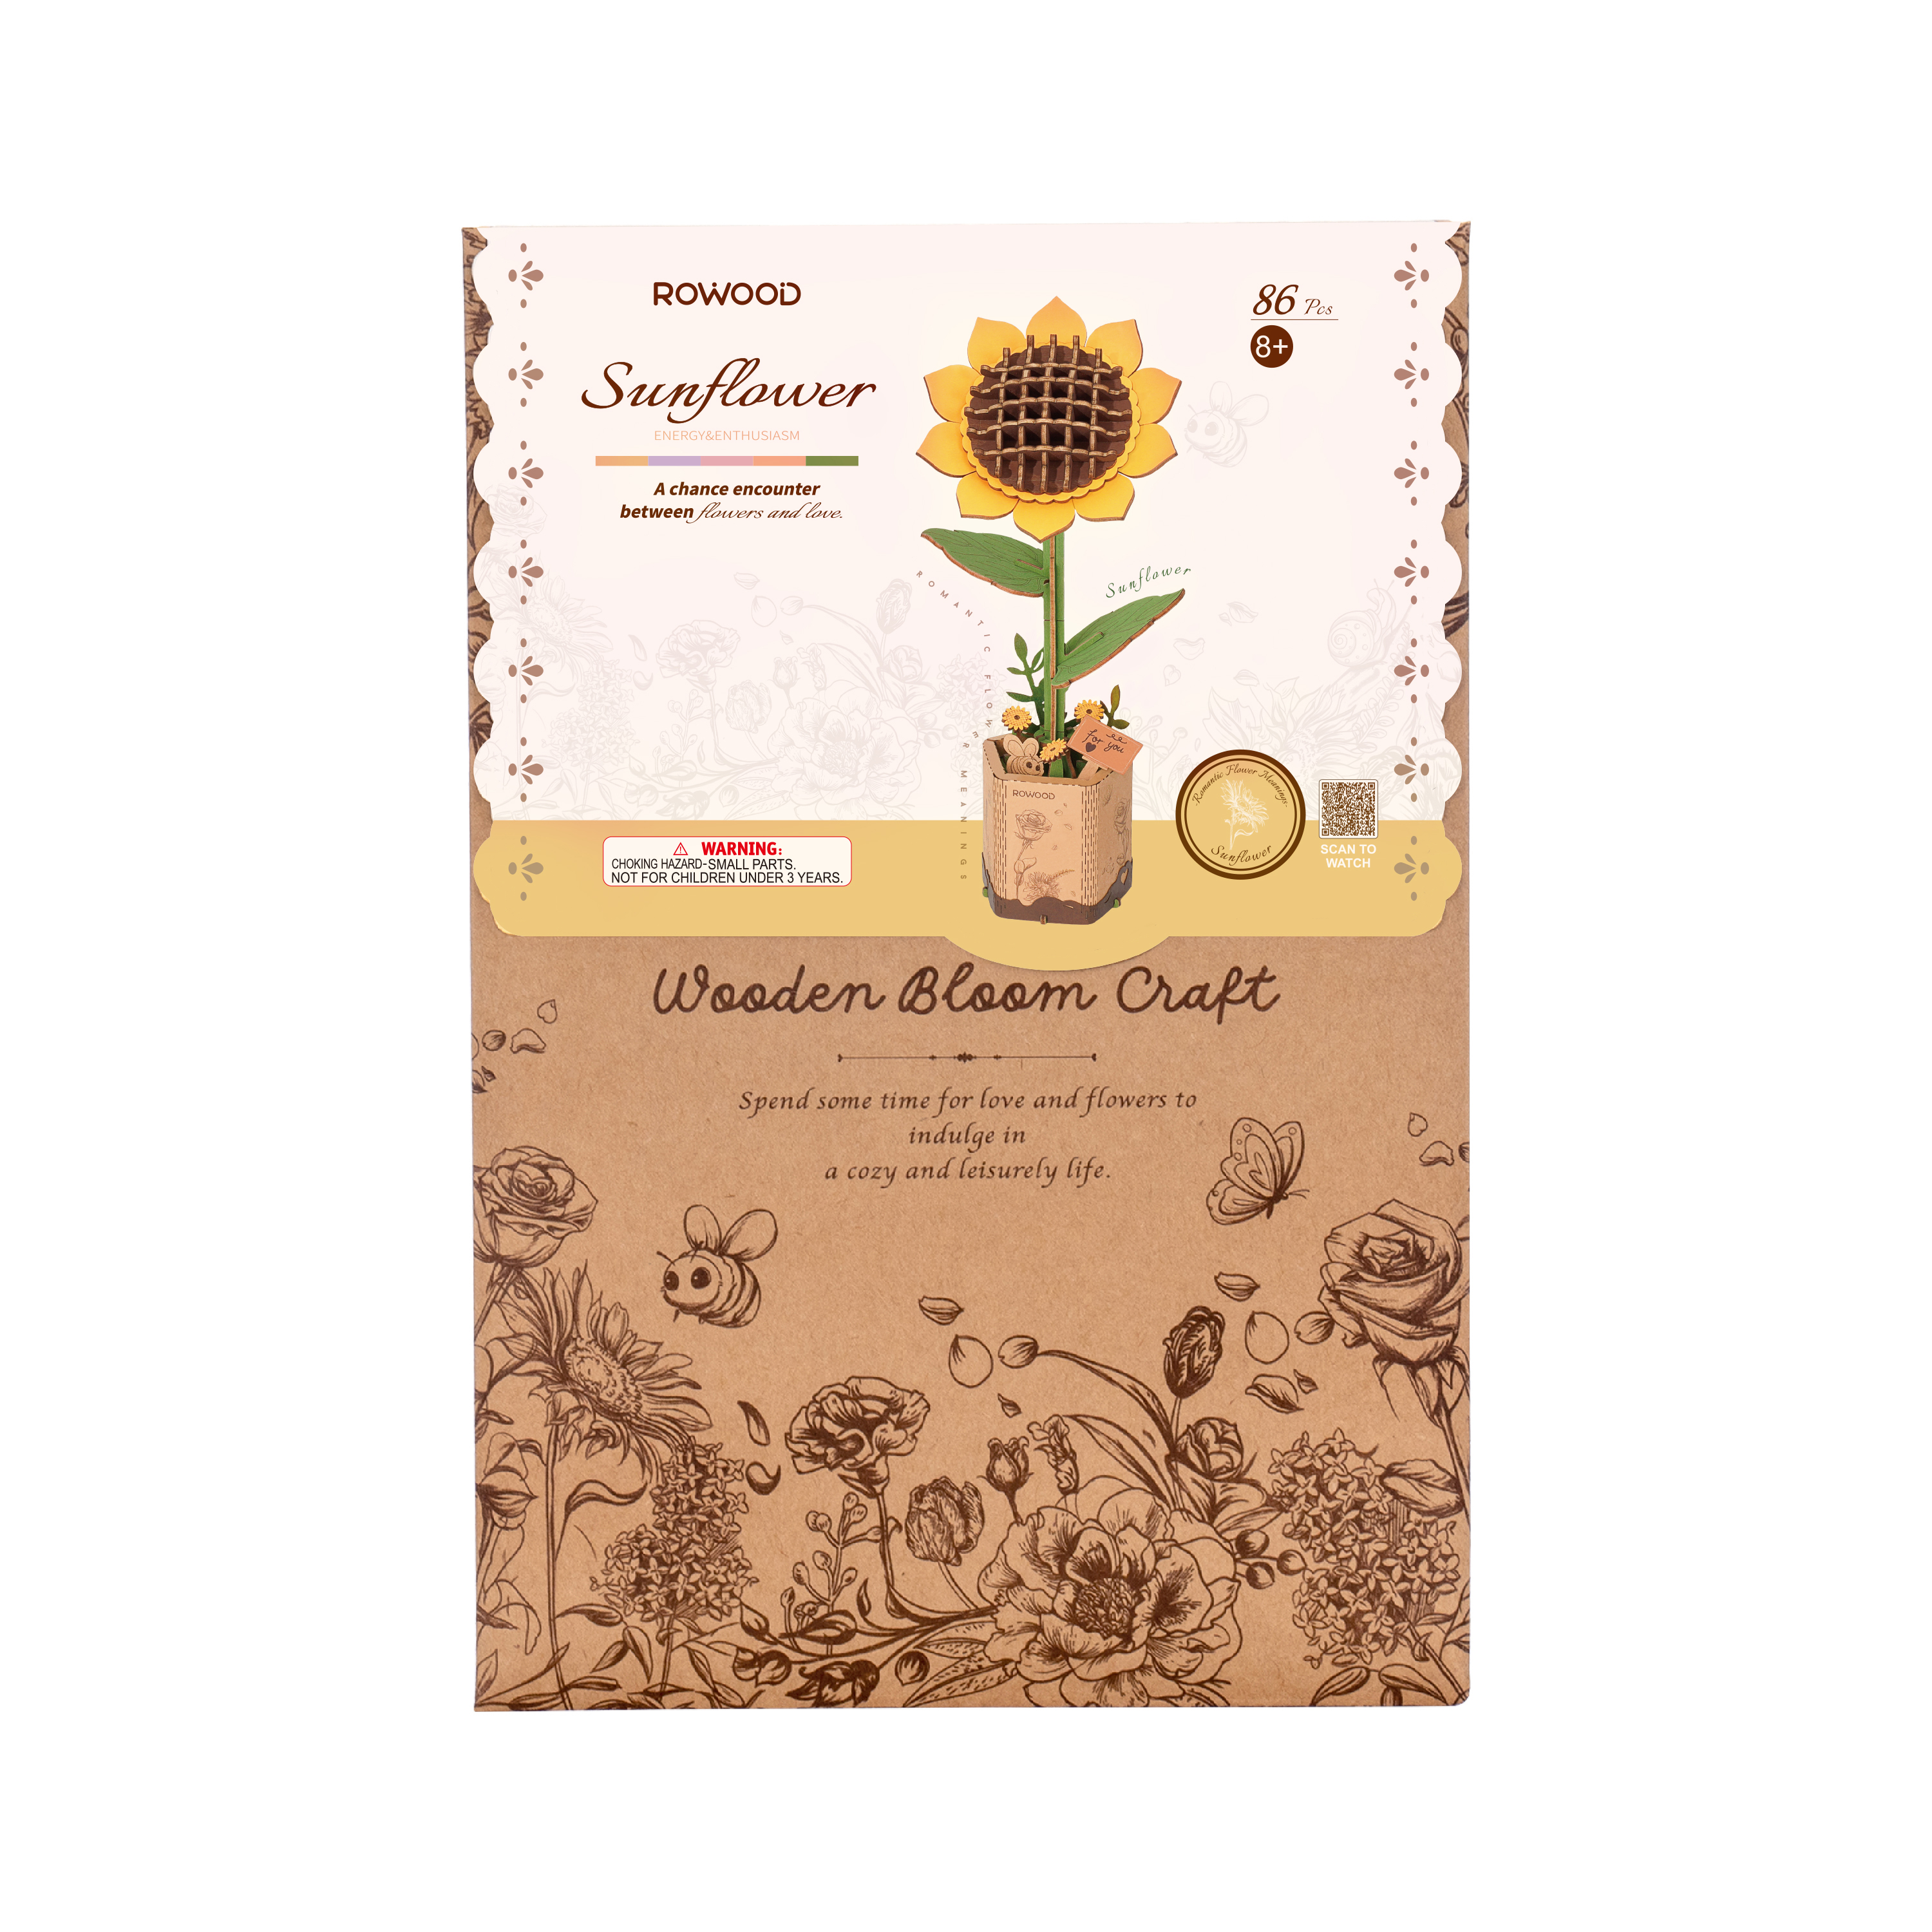 ROWOOD
86 Pcs
8+
Sunflower
ENERGY&ENTHUSIASM
A chance encounter
between flowers and love.
ROMANTIC FLOWER MEANINGS
Sunflower
for you
ROWOOD
Romantic Flower Meanings
Sunflower
SCAN TO
WATCH
WARNING:
CHOKING HAZARD-SMALL PARTS.
NOT FOR CHILDREN UNDER 3 YEARS.
Wooden Bloom Craft
Spend some time for love and flowers to
indulge in
a cozy and leisurely life.